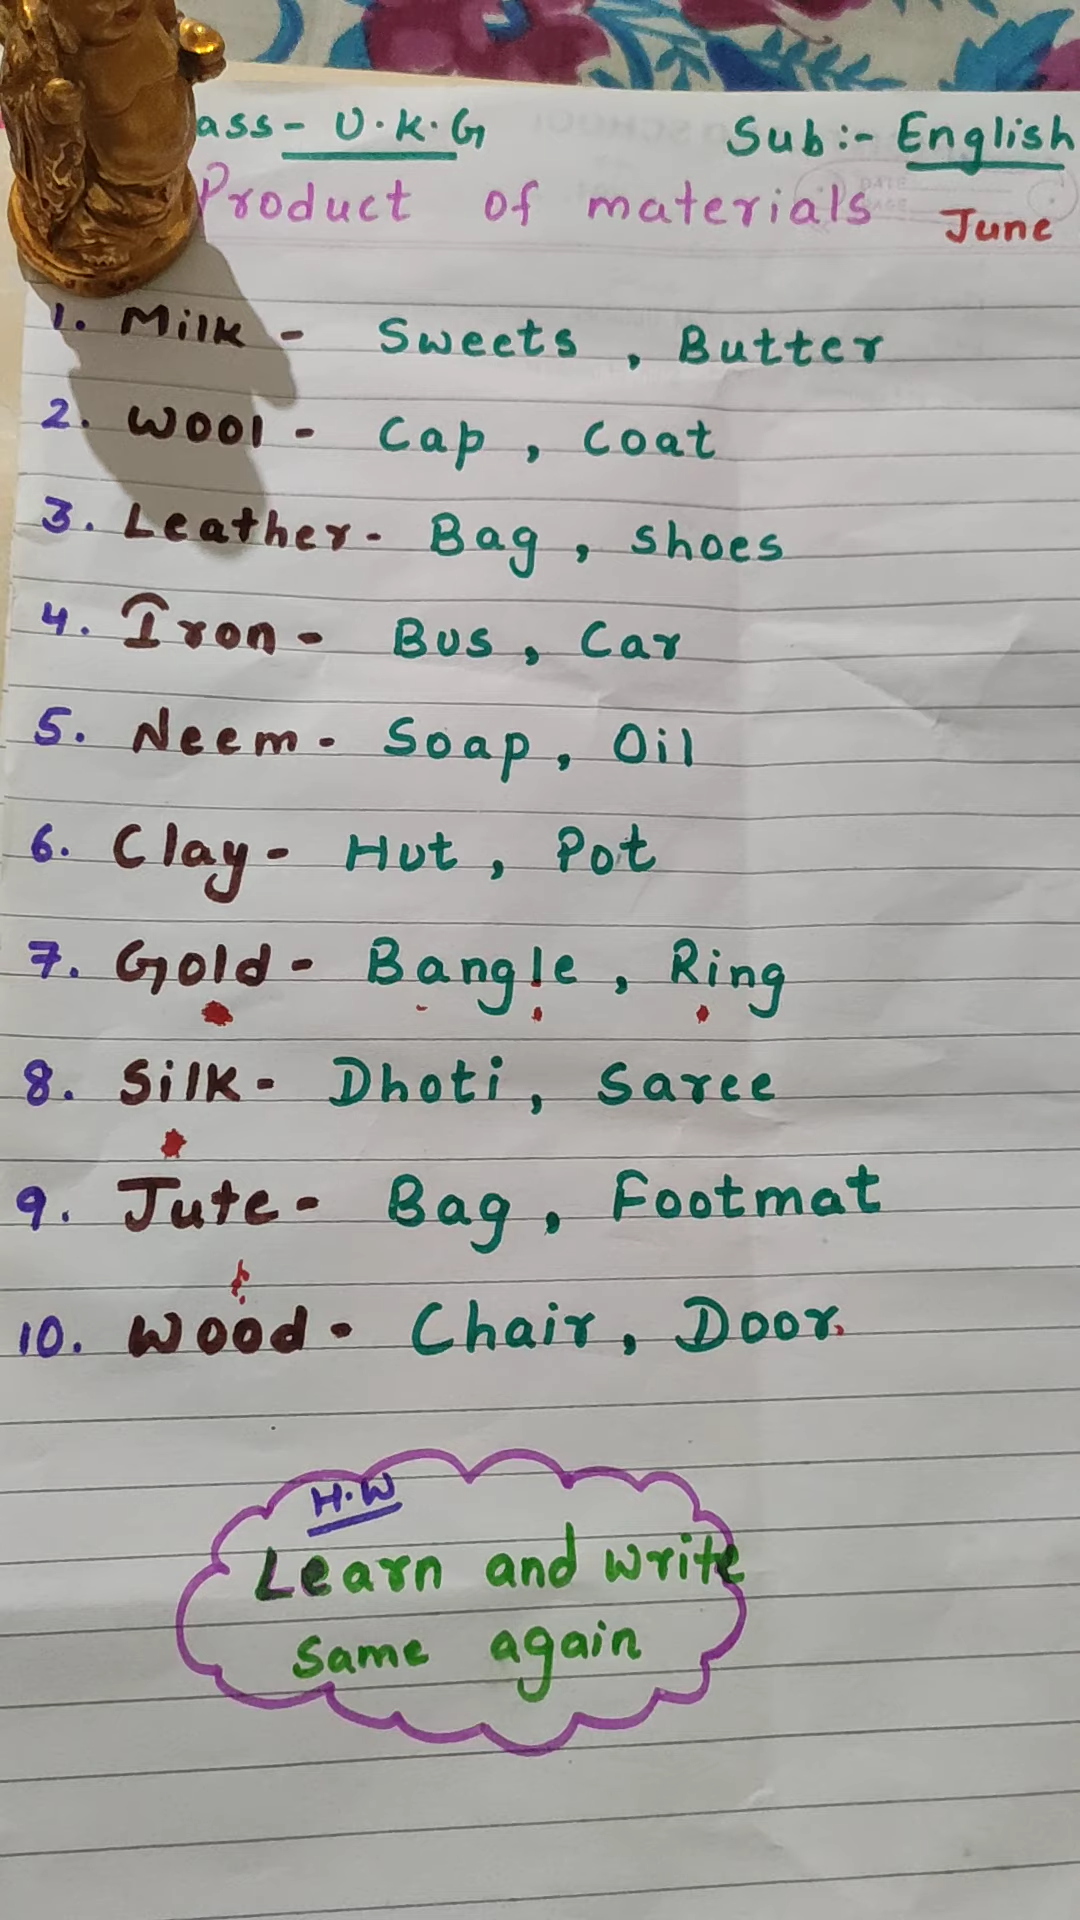 ass- U.K.G Sub:- English
Product of materials June
1. Milk - Sweets, Butter
2. Wool - Cap, Coat
3. Leather - Bag, shoes
4. Iron - Bus, Car
5. Neem - Soap, Oil
6. Clay - Hut, Pot
7. Gold - Bangle, Ring
8. Silk - Dhoti, Saree
9. Jute - Bag, Footmat
10. Wood - Chair, Door.
H.W
Learn and write
same again